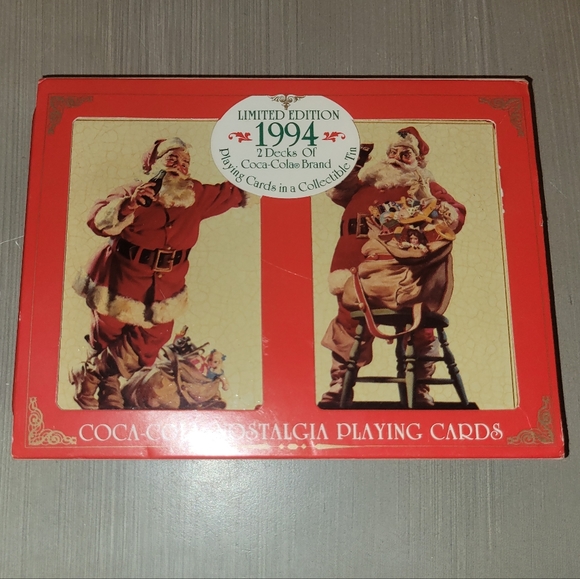 LIMITED EDITION
1994
2 Decks Of
Coca-Cola® Brand
Playing Cards in a Collectible Tin
COCA-COLA NOSTALGIA PLAYING CARDS